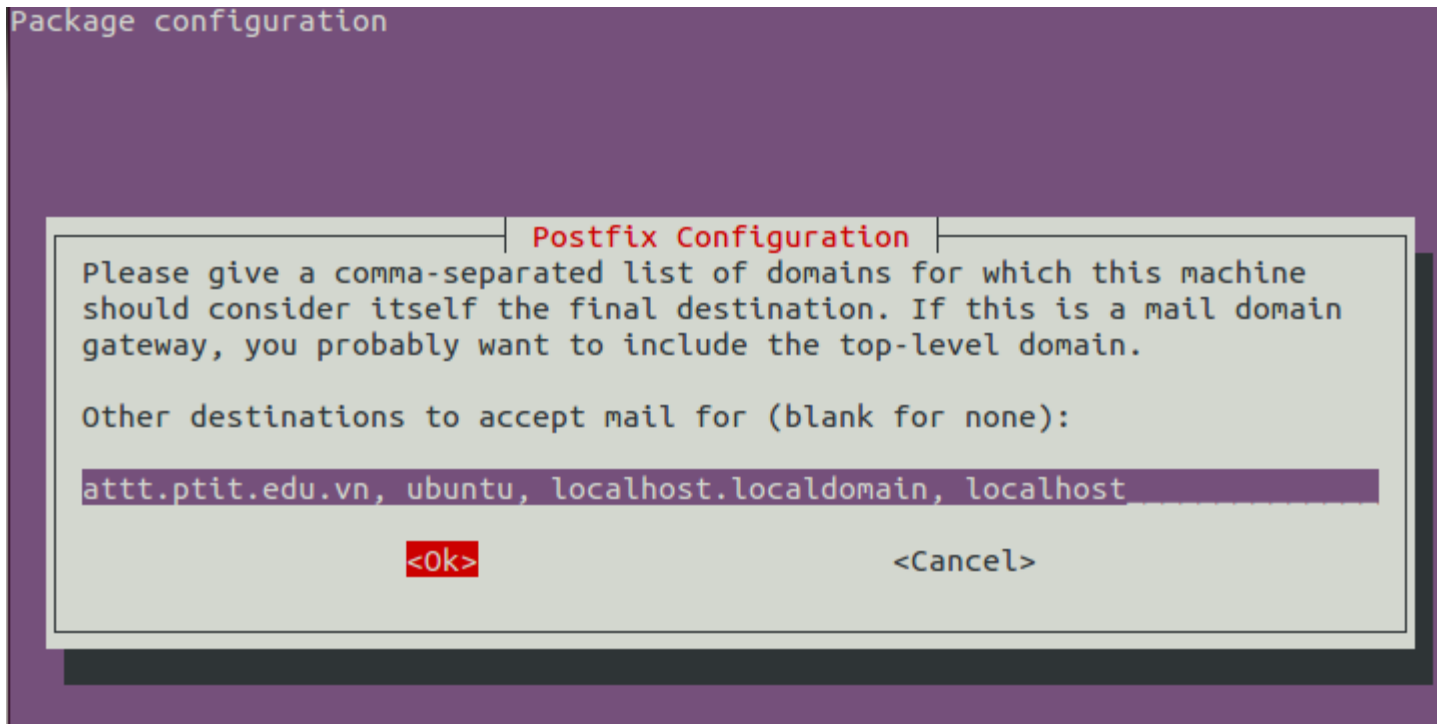 Package configuration
Postfix Configuration
Please give a comma-separated list of domains for which this machine
should consider itself the final destination. If this is a mail domain
gateway, you probably want to include the top-level domain.
Other destinations to accept mail for (blank for none):
attt.ptit.edu.vn, ubuntu, localhost.localdomain, localhost
<Ok> <Cancel>